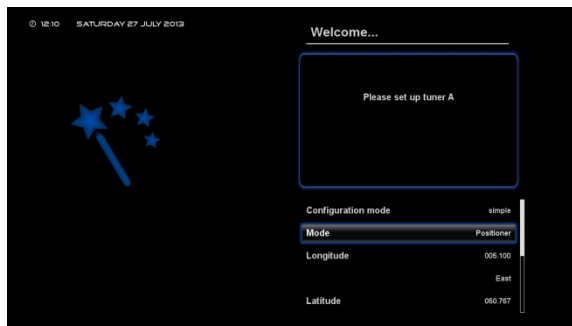 12:10 SATURDAY 27 JULY 2013
Welcome...
Please set up tuner A
Configuration mode simple
Mode Positioner
Longitude 005.100
East
Latitude 050.767